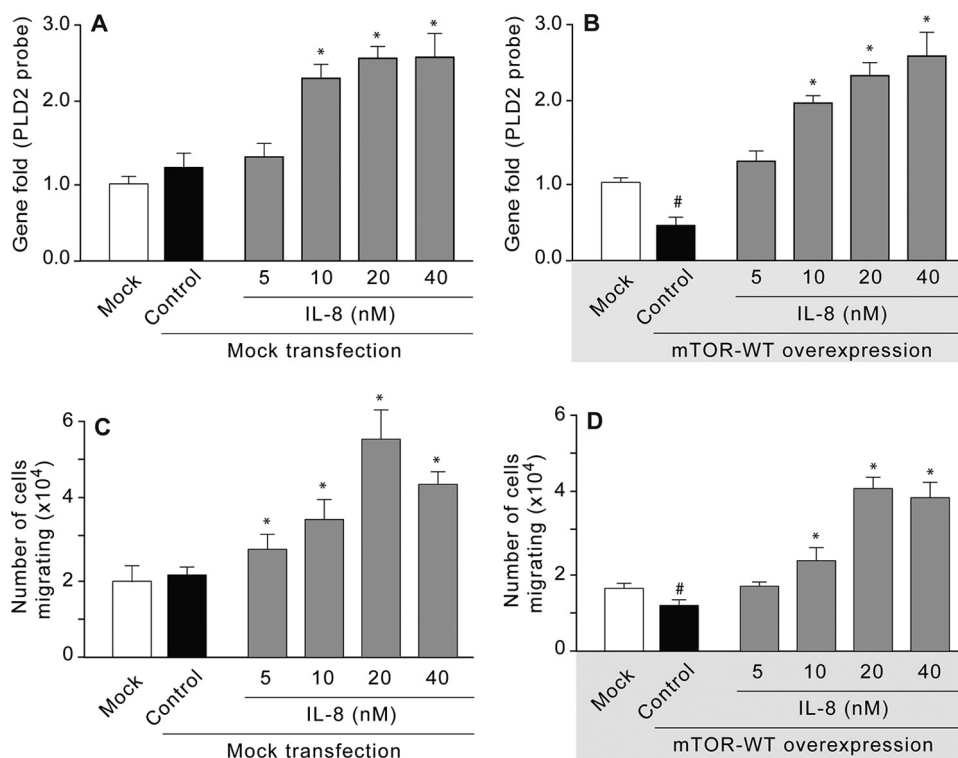 A
Gene fold (PLD2 probe)
3.0
2.0
1.0
0.0
* * *
Mock Control 5 10 20 40
IL-8 (nM)
Mock transfection
B
Gene fold (PLD2 probe)
3.0
2.0
1.0
0.0
# * * *
Mock Control 5 10 20 40
IL-8 (nM)
mTOR-WT overexpression
C
Number of cells
migrating (x10⁴)
6
4
2
0
* * * *
Mock Control 5 10 20 40
IL-8 (nM)
Mock transfection
D
Number of cells
migrating (x10⁴)
6
4
2
0
# * * *
Mock Control 5 10 20 40
IL-8 (nM)
mTOR-WT overexpression